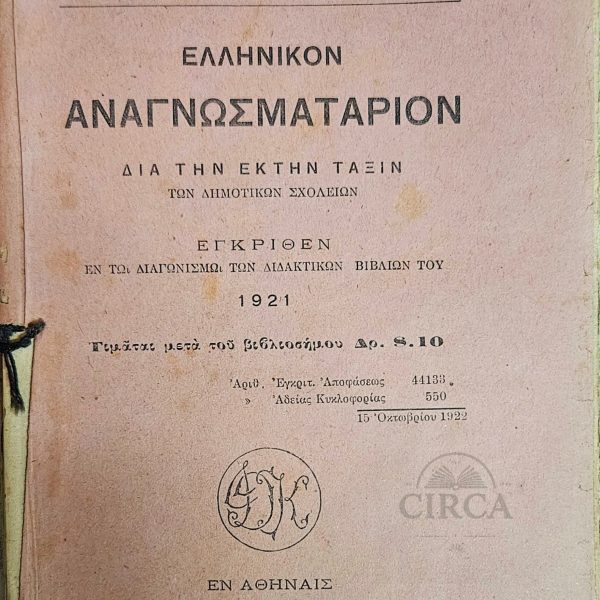 ΕΛΛΗΝΙΚΟΝ
ΑΝΑΓΝΩΣΜΑΤΑΡΙΟΝ
ΔΙΑ ΤΗΝ ΕΚΤΗΝ ΤΑΞΙΝ
ΤΩΝ ΔΗΜΟΤΙΚΩΝ ΣΧΟΛΕΙΩΝ
ΕΓΚΡΙΘΕΝ
ΕΝ ΤΩι ΔΙΑΓΩΝΙΣΜΩι ΤΩΝ ΔΙΔΑΚΤΙΚΩΝ ΒΙΒΛΙΩΝ ΤΟΥ
1921
Τιμᾶται μετὰ τοῦ βιβλιοσήμου Δρ. 8.10
Ἀριθ. Ἐγκριτ. Ἀποφάσεως 44133
» Ἀδείας Κυκλοφορίας 550
15 Ὀκτωβρίου 1922
CIRCA
ΕΝ ΑΘΗΝΑΙΣ